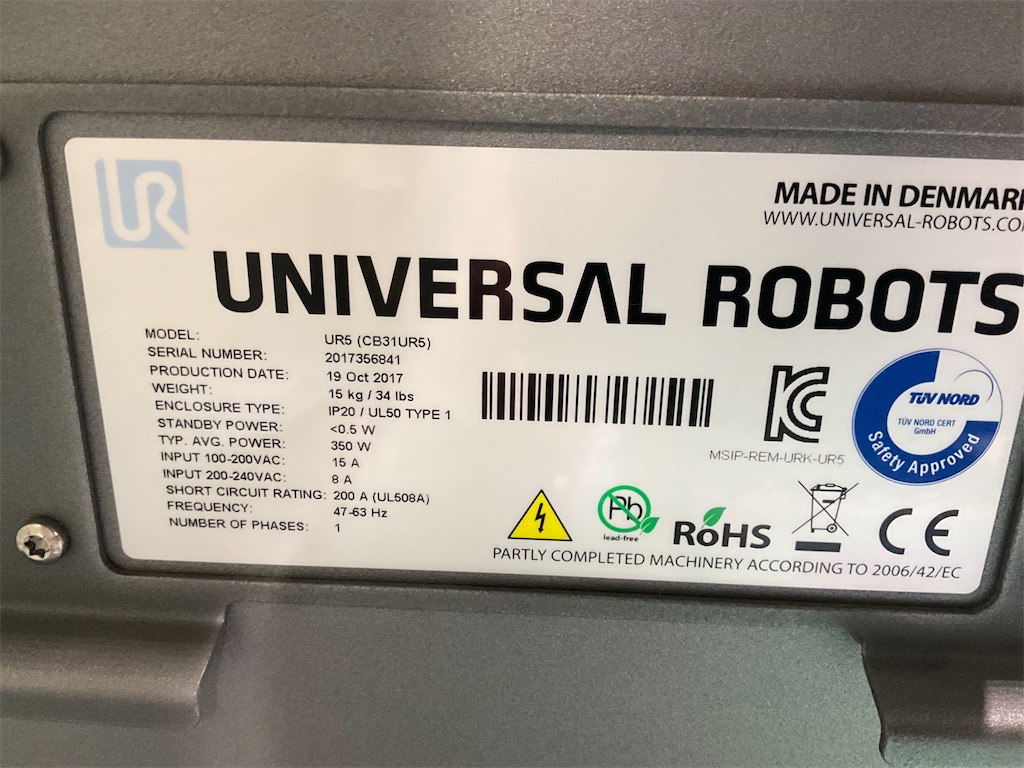 UR
MADE IN DENMARK
WWW.UNIVERSAL-ROBOTS.COM
UNIVERSAL ROBOTS
MODEL: UR5 (CB31UR5)
SERIAL NUMBER: 2017356841
PRODUCTION DATE: 19 Oct 2017
WEIGHT: 15 kg / 34 lbs
ENCLOSURE TYPE: IP20 / UL50 TYPE 1
STANDBY POWER: <0.5 W
TYP. AVG. POWER: 350 W
INPUT 100-200VAC: 15 A
INPUT 200-240VAC: 8 A
SHORT CIRCUIT RATING: 200 A (UL508A)
FREQUENCY: 47-63 Hz
NUMBER OF PHASES: 1
KC
MSIP-REM-URK-UR5
TÜV NORD
TÜV NORD CERT
GmbH
Safety Approved
Pb
lead-free
RoHS
CE
PARTLY COMPLETED MACHINERY ACCORDING TO 2006/42/EC